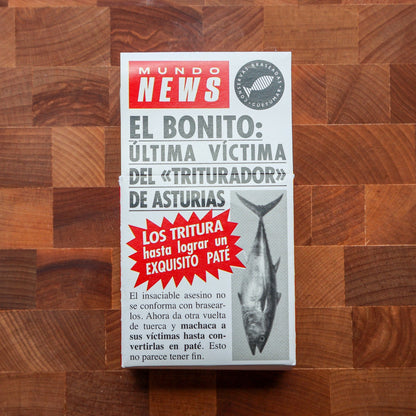 MUNDO
NEWS
CONSERVAS BRASEADAS
GÜEYUMAR
EL BONITO:
ÚLTIMA VÍCTIMA
DEL «TRITURADOR»
DE ASTURIAS
LOS TRITURA
hasta lograr un
EXQUISITO PATÉ
El insaciable asesino no
se conforma con brasear-
los. Ahora da otra vuelta
de tuerca y machaca a
sus víctimas hasta con-
vertirlas en paté. Esto
no parece tener fin.